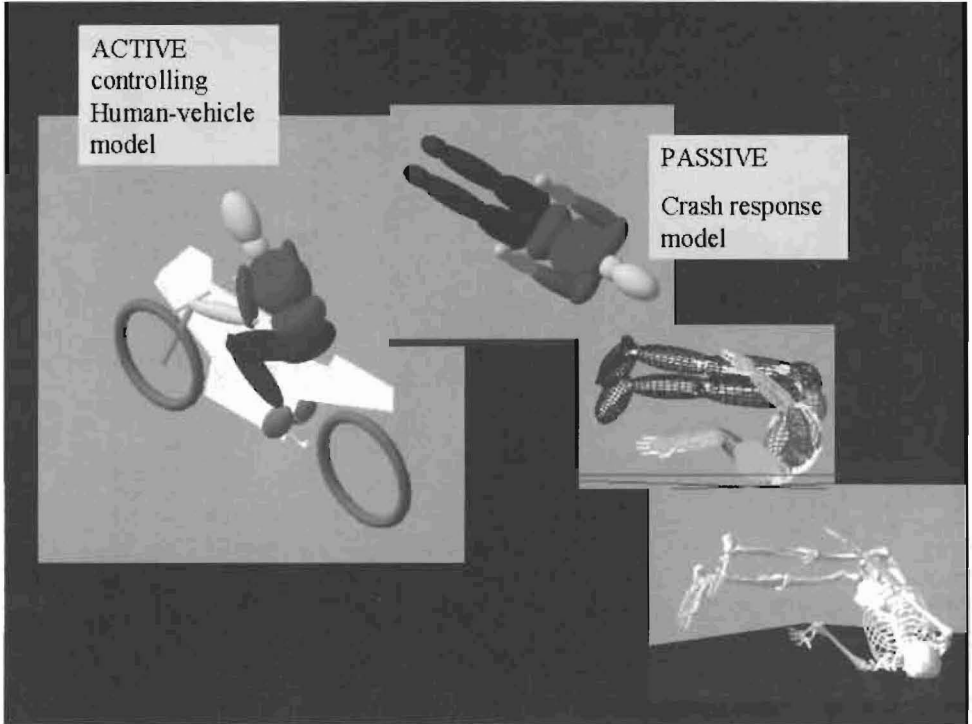 ACTIVE
controlling
Human-vehicle
model
PASSIVE
Crash response
model